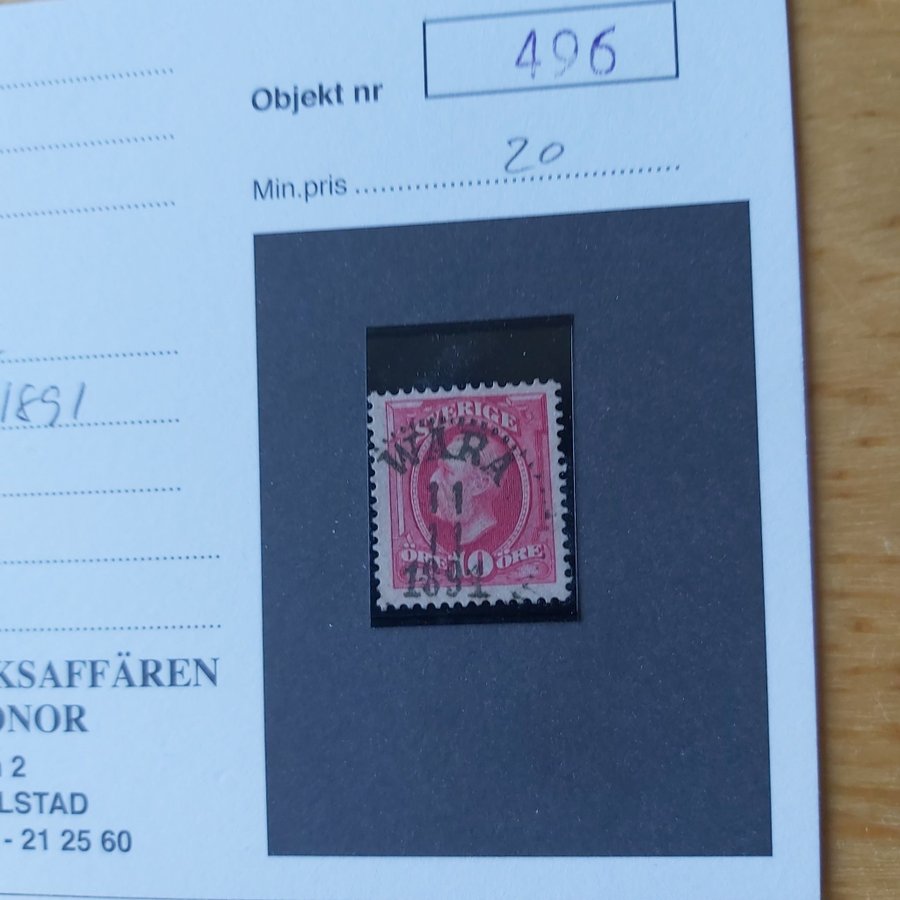 Objekt nr 496
Min.pris 20
1891
SVERIGE
WARA
11
11
1891
ÖRE 10 ÖRE
KSAFFÄREN
ONOR
2
LSTAD
- 21 25 60